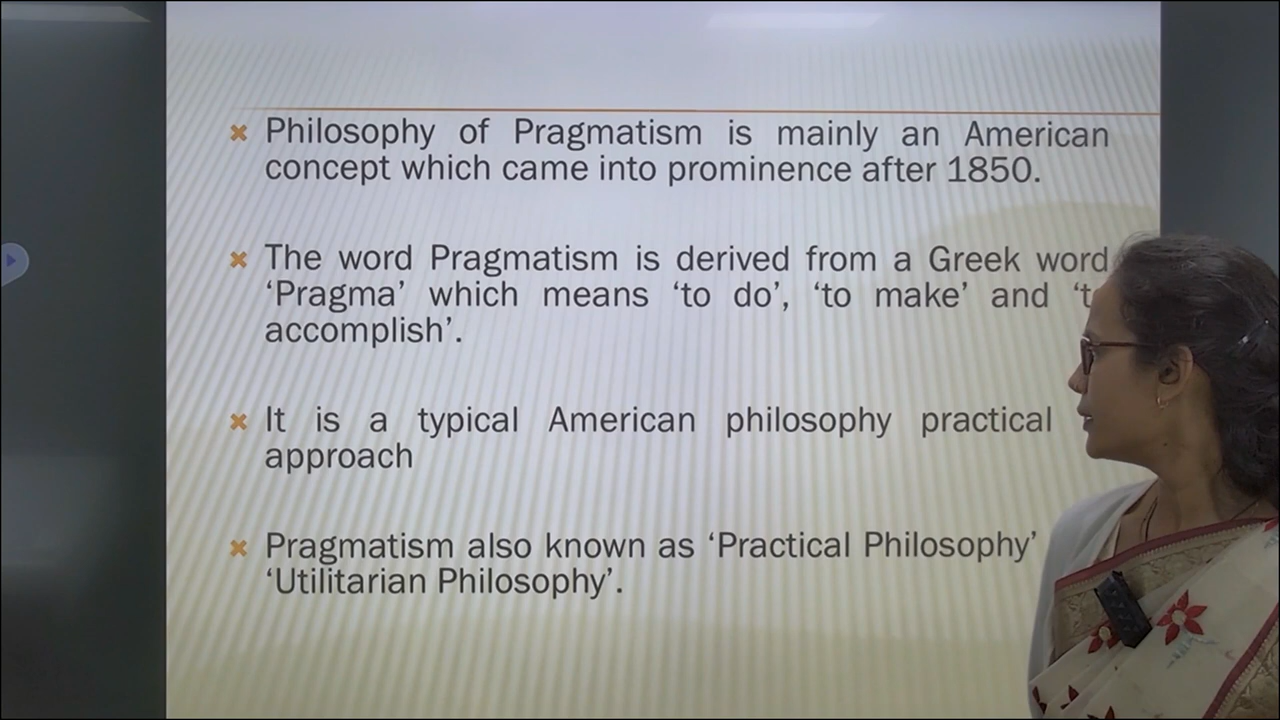 Philosophy of Pragmatism is mainly an American
concept which came into prominence after 1850.
The word Pragmatism is derived from a Greek word
‘Pragma’ which means ‘to do’, ‘to make’ and
accomplish’.
It is a typical American philosophy practical
approach
Pragmatism also known as ‘Practical Philosophy’
‘Utilitarian Philosophy’.